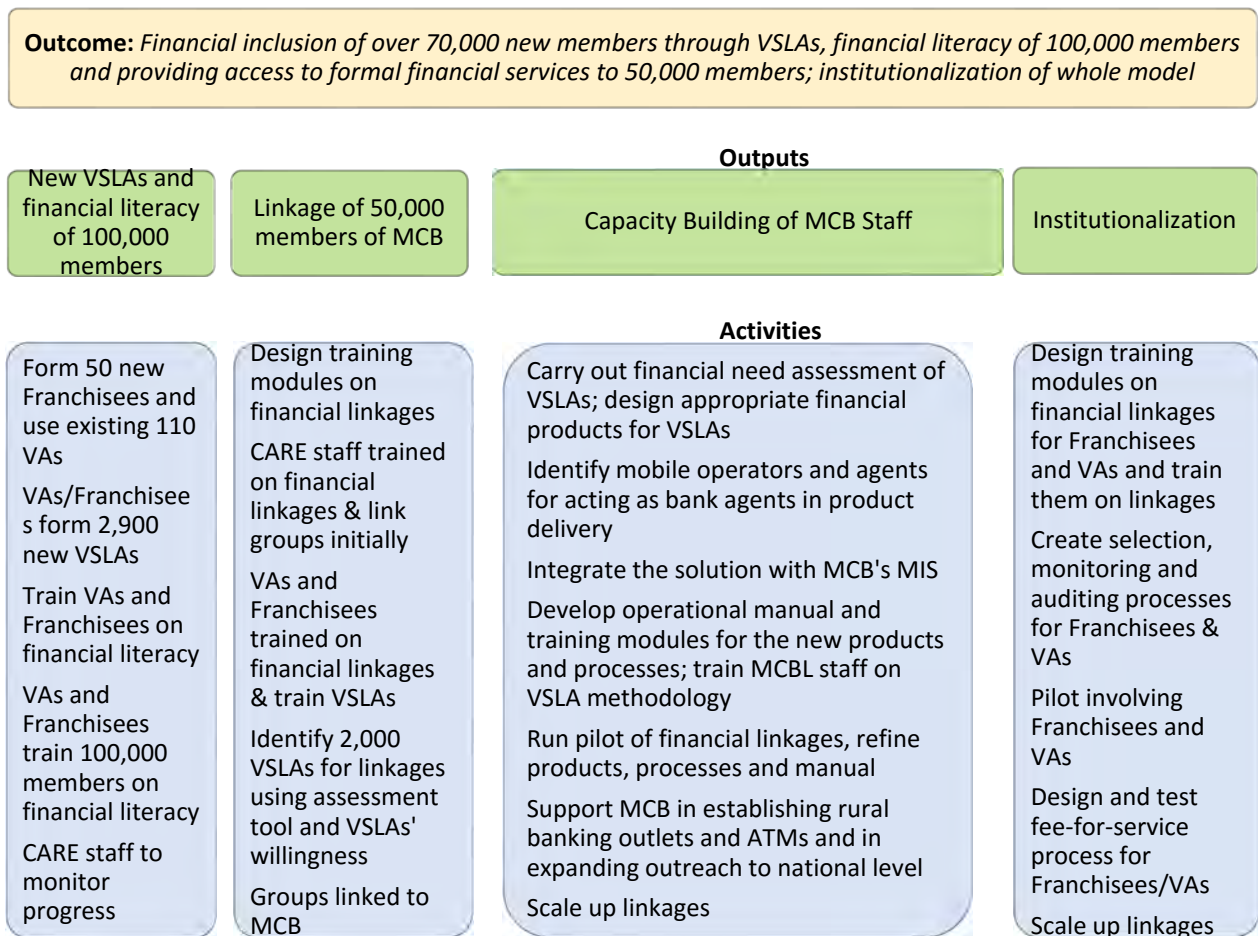 Outcome: Financial inclusion of over 70,000 new members through VSLAs, financial literacy of 100,000 members
and providing access to formal financial services to 50,000 members; institutionalization of whole model
Outputs
New VSLAs and
financial literacy
of 100,000
members
Linkage of 50,000
members of MCB
Capacity Building of MCB Staff
Institutionalization
Activities
Form 50 new
Franchisees and
use existing 110
VAs
VAs/Franchisee
s form 2,900
new VSLAs
Train VAs and
Franchisees on
financial literacy
VAs and
Franchisees
train 100,000
members on
financial literacy
CARE staff to
monitor
progress
Design training
modules on
financial linkages
CARE staff trained
on financial
linkages & link
groups initially
VAs and
Franchisees
trained on
financial linkages
& train VSLAs
Identify 2,000
VSLAs for linkages
using assessment
tool and VSLAs'
willingness
Groups linked to
MCB
Carry out financial need assessment of
VSLAs; design appropriate financial
products for VSLAs
Identify mobile operators and agents
for acting as bank agents in product
delivery
Integrate the solution with MCB's MIS
Develop operational manual and
training modules for the new products
and processes; train MCBL staff on
VSLA methodology
Run pilot of financial linkages, refine
products, processes and manual
Support MCB in establishing rural
banking outlets and ATMs and in
expanding outreach to national level
Scale up linkages
Design training
modules on
financial linkages
for Franchisees
and VAs and train
them on linkages
Create selection,
monitoring and
auditing processes
for Franchisees &
VAs
Pilot involving
Franchisees and
VAs
Design and test
fee-for-service
process for
Franchisees/VAs
Scale up linkages